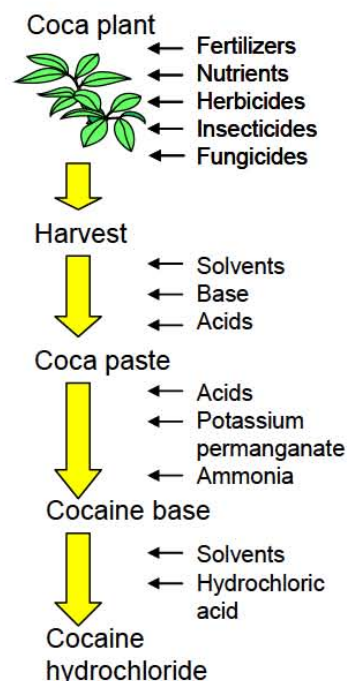 Coca plant
Fertilizers
Nutrients
Herbicides
Insecticides
Fungicides
Harvest
Solvents
Base
Acids
Coca paste
Acids
Potassium
permanganate
Ammonia
Cocaine base
Solvents
Hydrochloric
acid
Cocaine
hydrochloride